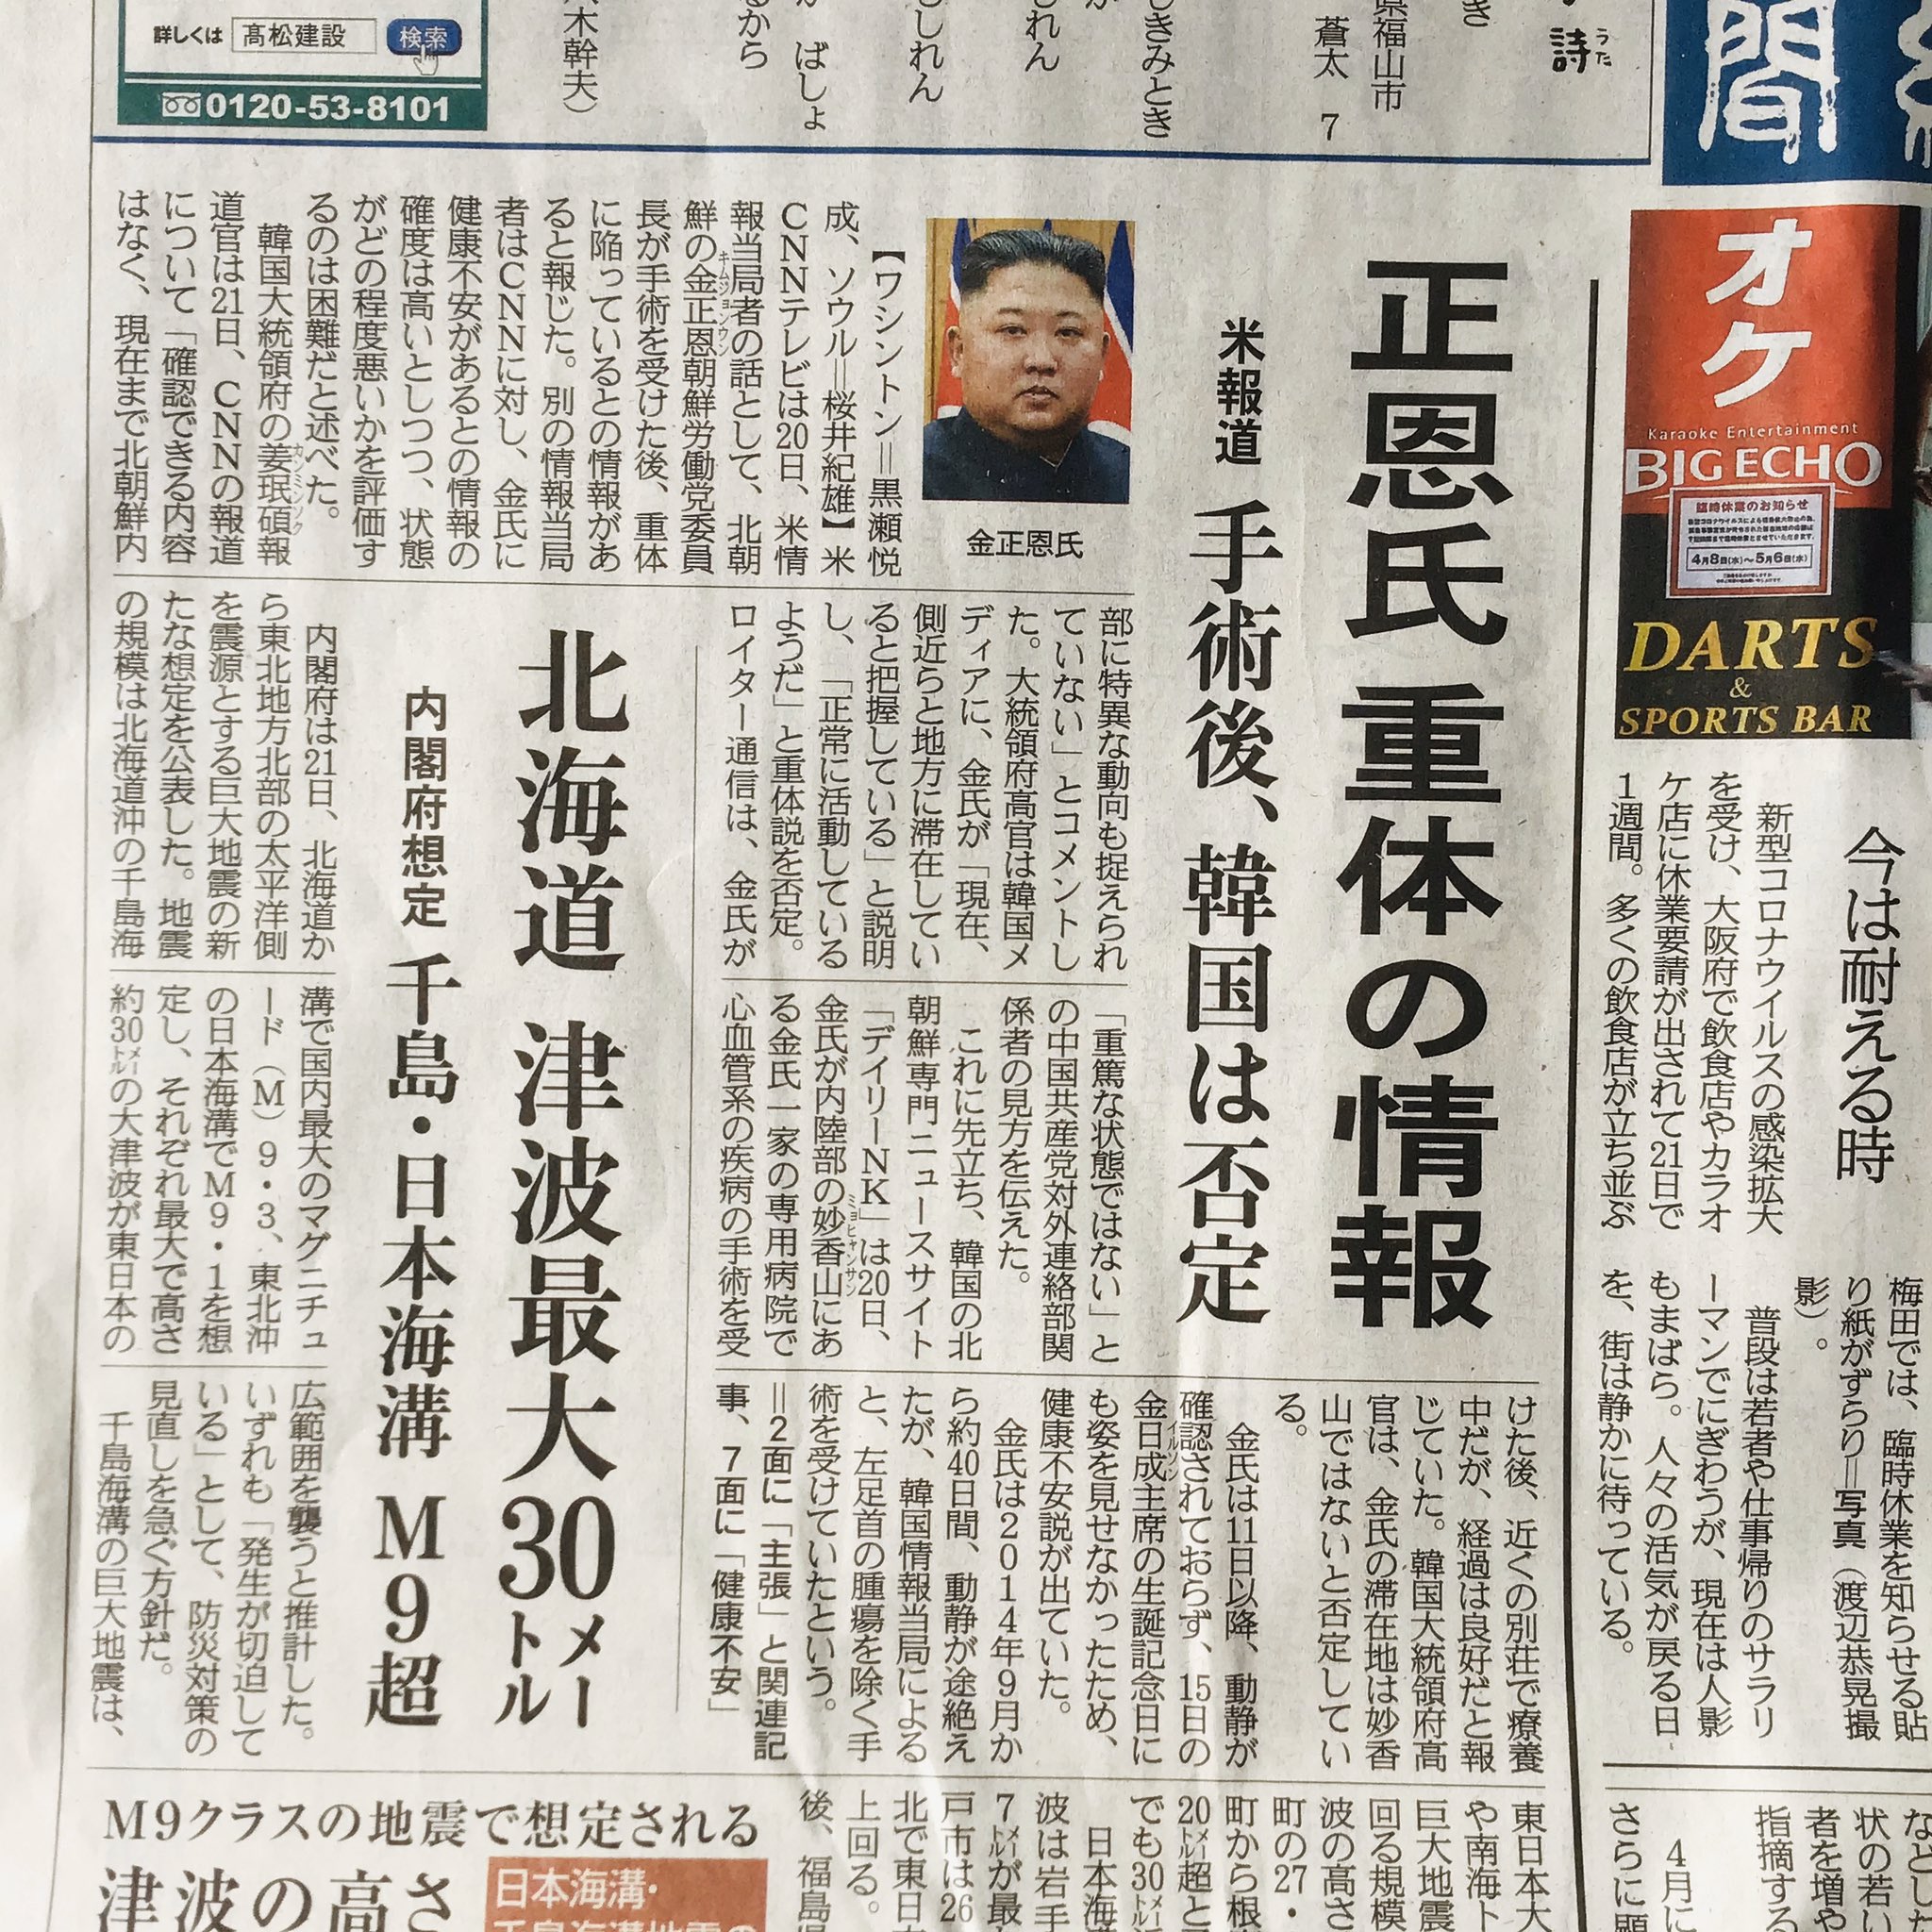 詳しくは 髙松建設 検索
0120-53-8101
木幹夫）
るから
ばしょ
しれん
れん
しきみとき
蒼太 7
県福山市
き
詩
うた
聞
オケ
Karaoke Entertainment
BIG ECHO
臨時休業のお知らせ
4月8日(水)～5月6日(水)
DARTS
&
SPORTS BAR
今は耐える時
新型コロナウイルスの感染拡大
を受け、大阪府で飲食店やカラオ
ケ店に休業要請が出されて21日で
1週間。多くの飲食店が立ち並ぶ
梅田では、臨時休業を知らせる貼
り紙がずらり＝写真（渡辺恭晃撮
影）。
普段は若者や仕事帰りのサラリ
ーマンでにぎわうが、現在は人影
もまばら。人々の活気が戻る日
を、街は静かに待っている。
正恩氏 重体の情報
米報道 手術後、韓国は否定
金正恩氏
【ワシントン＝黒瀬悦
成、ソウル＝桜井紀雄】米
CNNテレビは20日、米情
報当局者の話として、北朝
鮮の金正恩朝鮮労働党委員
キムジョンウン
長が手術を受けた後、重体
に陥っているとの情報があ
ると報じた。別の情報当局
者はCNNに対し、金氏に
健康不安があるとの情報の
確度は高いとしつつ、状態
がどの程度悪いかを評価す
るのは困難だと述べた。
韓国大統領府の姜珉碩報
カンミンソク
道官は21日、CNNの報道
について「確認できる内容
はなく、現在まで北朝鮮内
部に特異な動向も捉えられ
ていない」とコメントし
た。大統領府高官は韓国メ
ディアに、金氏が「現在、
側近らと地方に滞在してい
ると把握している」と説明
し、「正常に活動している
ようだ」と重体説を否定。
ロイター通信は、金氏が
「重篤な状態ではない」と
の中国共産党対外連絡部関
係者の見方を伝えた。
これに先立ち、韓国の北
朝鮮専門ニュースサイト
「デイリーNK」は20日、
金氏が内陸部の妙香山にあ
ミョヒャンサン
る金氏一家の専用病院で
心血管系の疾病の手術を受
けた後、近くの別荘で療養
中だが、経過は良好だと報
じていた。韓国大統領府高
官は、金氏の滞在地は妙香
山ではないと否定してい
る。
金氏は11日以降、動静が
確認されておらず、15日の
金日成主席の生誕記念日に
イルソン
も姿を見せなかったため、
健康不安説が出ていた。
金氏は2014年9月か
ら約40日間、動静が途絶え
たが、韓国情報当局による
と、左足首の腫瘍を除く手
術を受けていたという。
＝2面に「主張」と関連記
事、7面に「健康不安」
北海道 津波最大30メートル
内閣府想定 千島・日本海溝 M9超
内閣府は21日、北海道か
ら東北地方北部の太平洋側
を震源とする巨大地震の新
たな想定を公表した。地震
の規模は北海道沖の千島海
溝で国内最大のマグニチュ
ード（M）9・3、東北沖
の日本海溝でM9・1を想
定し、それぞれ最大で高さ
約30メートルの大津波が東日本の
広範囲を襲うと推計した。
いずれも「発生が切迫して
いる」として、防災対策の
見直しを急ぐ方針だ。
千島海溝の巨大地震は、
東日本大
や南海ト
巨大地震
回る規模
波の高さ
町の27・
町から根
20メートル超と
でも30メートル
日本海
波は岩手
7メートルが最
戸市は26
北で東日
上回る。
後、福島県
M9クラスの地震で想定される
津波の高さ
日本海溝・
千島海溝地震の
など
状の若い
者を増や
指摘する
4月に
さらに願